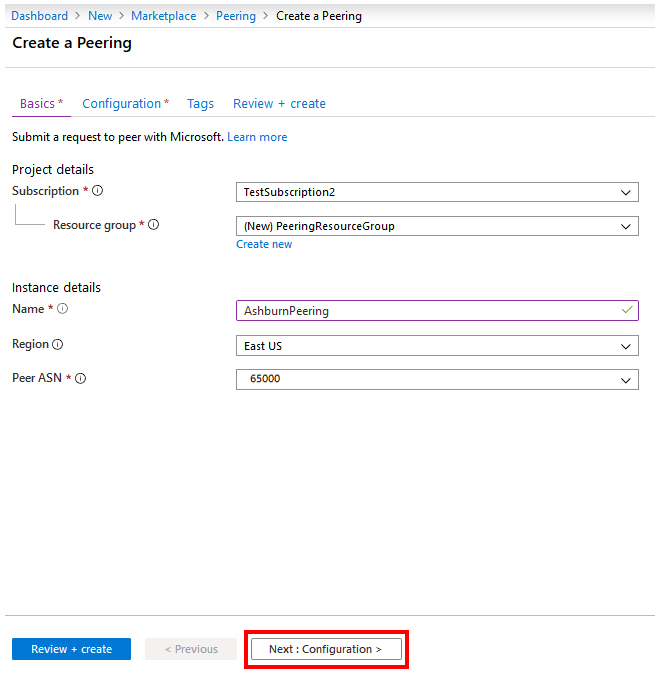 Dashboard > New > Marketplace > Peering > Create a Peering
Create a Peering
Basics * Configuration * Tags Review + create
Submit a request to peer with Microsoft. Learn more
Project details
Subscription * TestSubscription2
Resource group * (New) PeeringResourceGroup
Create new
Instance details
Name * AshburnPeering
Region East US
Peer ASN * 65000
Review + create < Previous Next : Configuration >